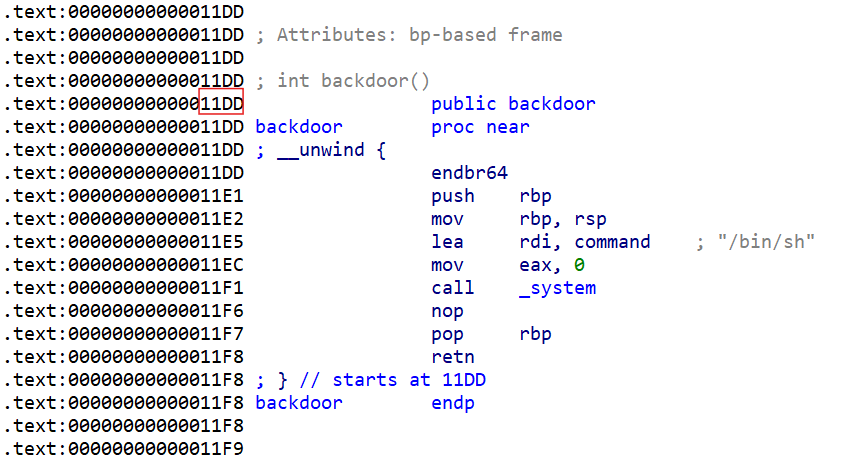 .text:00000000000011DD
.text:00000000000011DD ; Attributes: bp-based frame
.text:00000000000011DD
.text:00000000000011DD ; int backdoor()
.text:00000000000011DD                 public backdoor
.text:00000000000011DD backdoor        proc near
.text:00000000000011DD ; __unwind {
.text:00000000000011DD                 endbr64
.text:00000000000011E1                 push    rbp
.text:00000000000011E2                 mov     rbp, rsp
.text:00000000000011E5                 lea     rdi, command    ; "/bin/sh"
.text:00000000000011EC                 mov     eax, 0
.text:00000000000011F1                 call    _system
.text:00000000000011F6                 nop
.text:00000000000011F7                 pop     rbp
.text:00000000000011F8                 retn
.text:00000000000011F8 ; } // starts at 11DD
.text:00000000000011F8 backdoor        endp
.text:00000000000011F8
.text:00000000000011F9